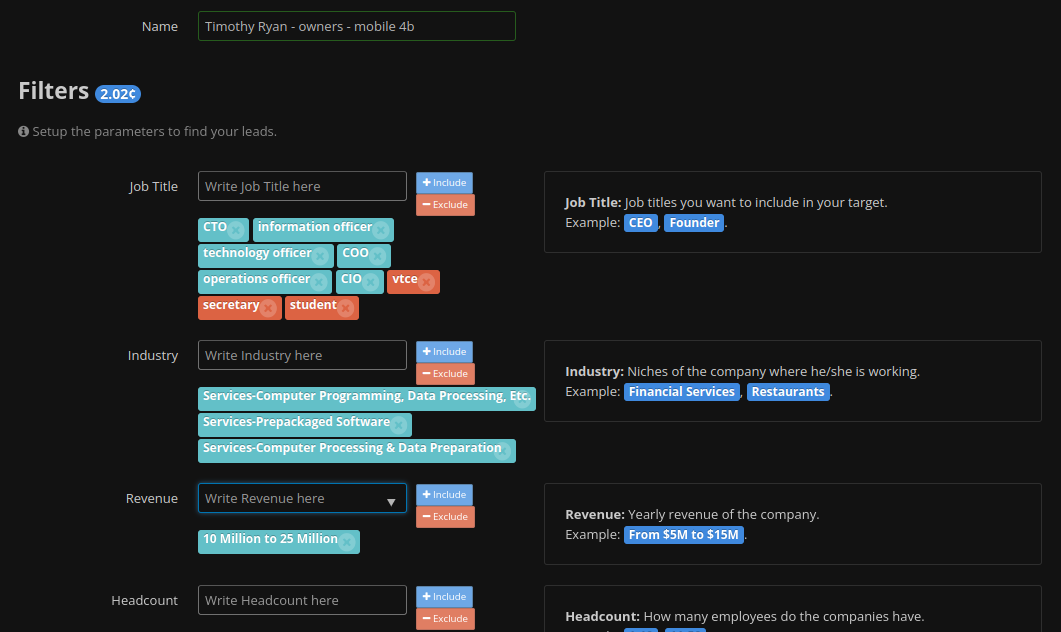 Name Timothy Ryan - owners - mobile 4b
Filters 2.02¢
Setup the parameters to find your leads.
Job Title Write Job Title here + Include
− Exclude
CTO information officer
technology officer COO
operations officer CIO vtce
secretary student
Job Title: Job titles you want to include in your target.
Example: CEO, Founder.
Industry Write Industry here + Include
− Exclude
Services-Computer Programming, Data Processing, Etc.
Services-Prepackaged Software
Services-Computer Processing & Data Preparation
Industry: Niches of the company where he/she is working.
Example: Financial Services, Restaurants.
Revenue Write Revenue here + Include
− Exclude
10 Million to 25 Million
Revenue: Yearly revenue of the company.
Example: From $5M to $15M.
Headcount Write Headcount here + Include
− Exclude
Headcount: How many employees do the companies have.